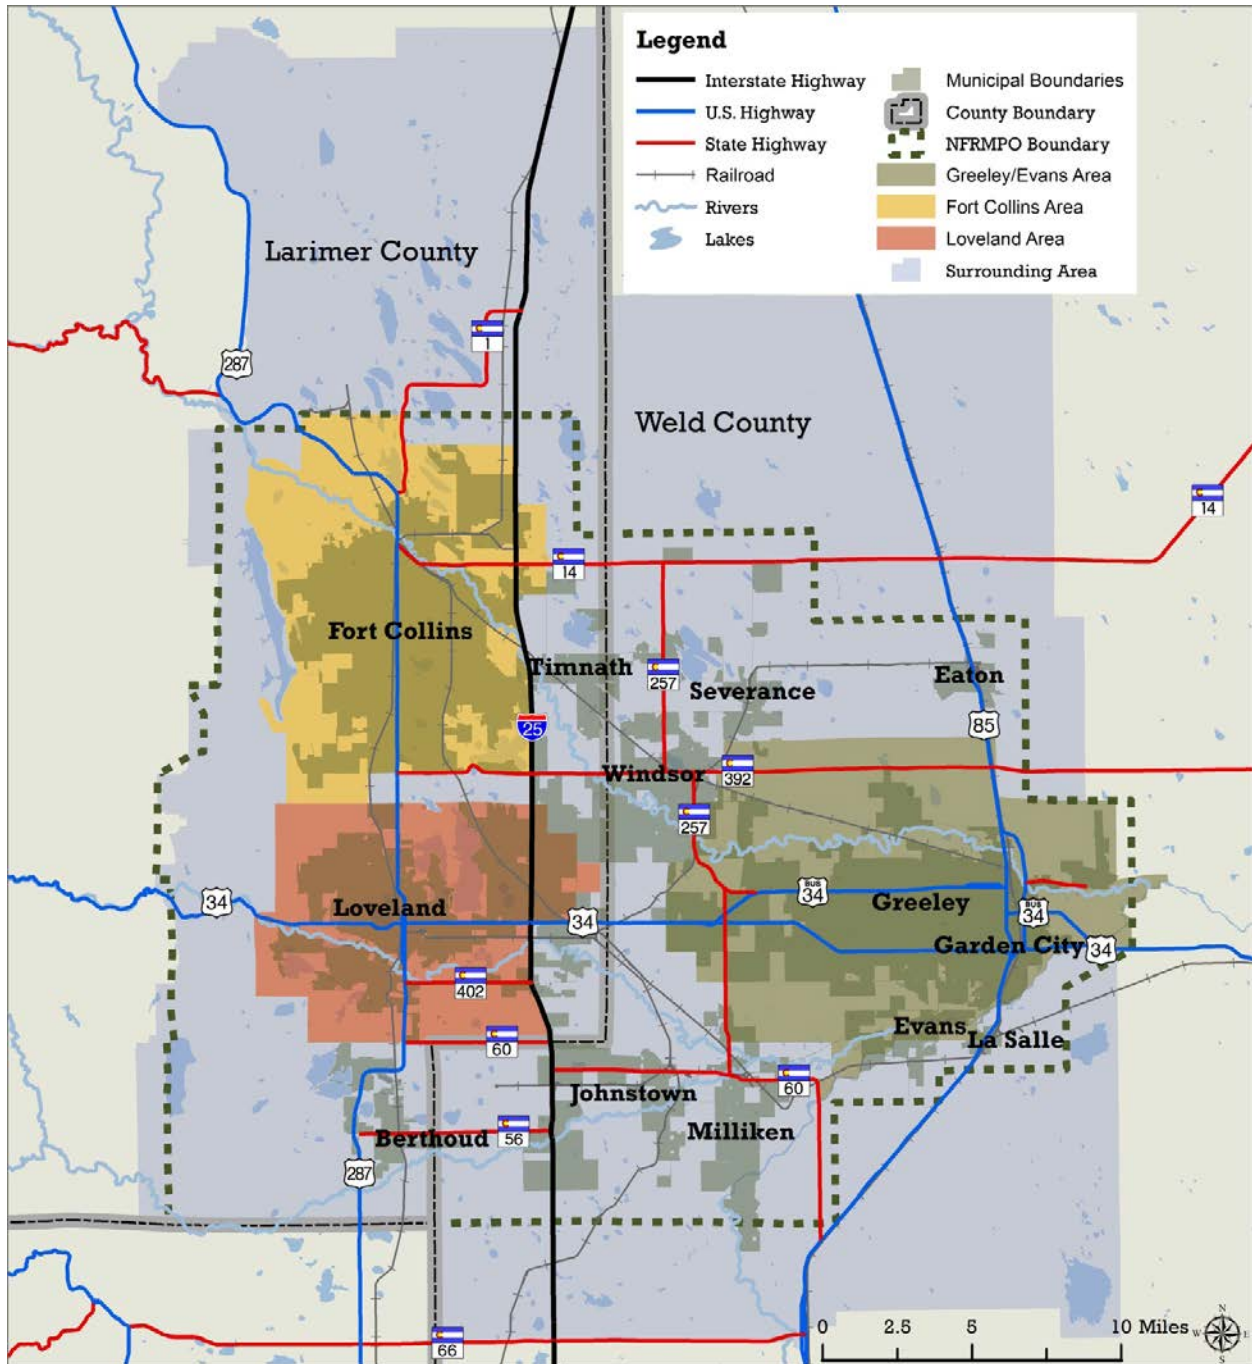 Legend
Interstate Highway
U.S. Highway
State Highway
Railroad
Rivers
Lakes
Municipal Boundaries
County Boundary
NFRMPO Boundary
Greeley/Evans Area
Fort Collins Area
Loveland Area
Surrounding Area
Larimer County
1
287
Weld County
14
14
Fort Collins
Timnath
257
Severance
Eaton
25
85
Windsor
392
257
34
Loveland
34
BUS
34
Greeley
BUS
34
Garden City
34
402
Evans
La Salle
60
60
Johnstown
Berthoud
56
Milliken
287
66
0 2.5 5 10 Miles
N
W E
S